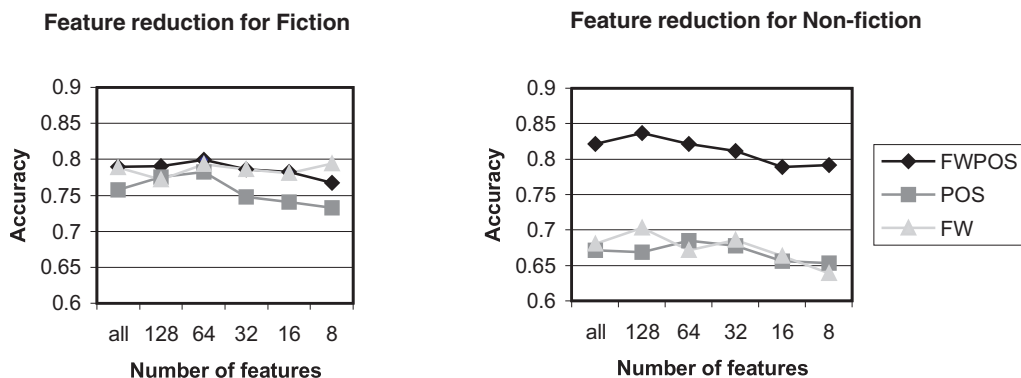 Feature reduction for Fiction
Accuracy
0.9
0.85
0.8
0.75
0.7
0.65
0.6
all 128 64 32 16 8
Number of features
Feature reduction for Non-fiction
Accuracy
0.9
0.85
0.8
0.75
0.7
0.65
0.6
all 128 64 32 16 8
Number of features
FWPOS
POS
FW